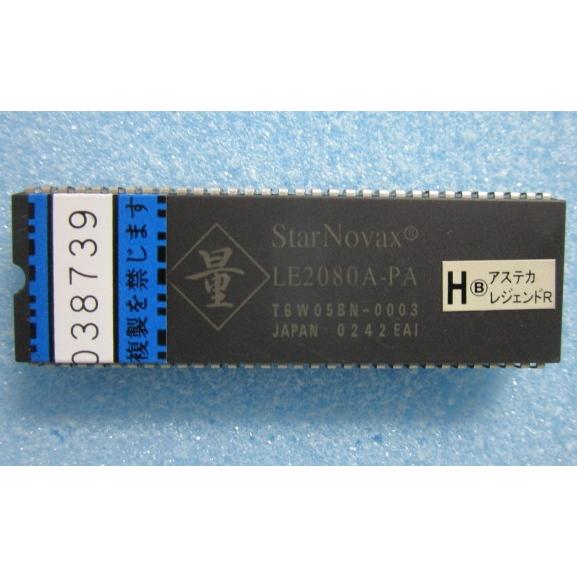 038739
複製を禁じます
量
StarNovax®
LE2080A-PA
T6W05BN-0003
JAPAN 0242EAI
H Ⓑ
アステカ
レジェンドR